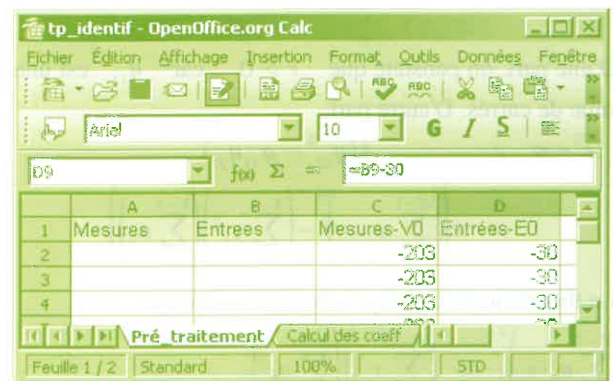 tp_identif - OpenOffice.org Calc
Fichier Édition Affichage Insertion Format Outils Données Fenêtre
ABC ABC
Arial 10 G I S
D9 f(x) Σ = =B9-30
A B C D
1 Mesures Entrees Mesures-V0 Entrées-E0
2 -203 -30
3 -203 -30
4 -203 -30
Pré_traitement Calcul des coeff
Feuille 1 / 2 Standard 100% STD